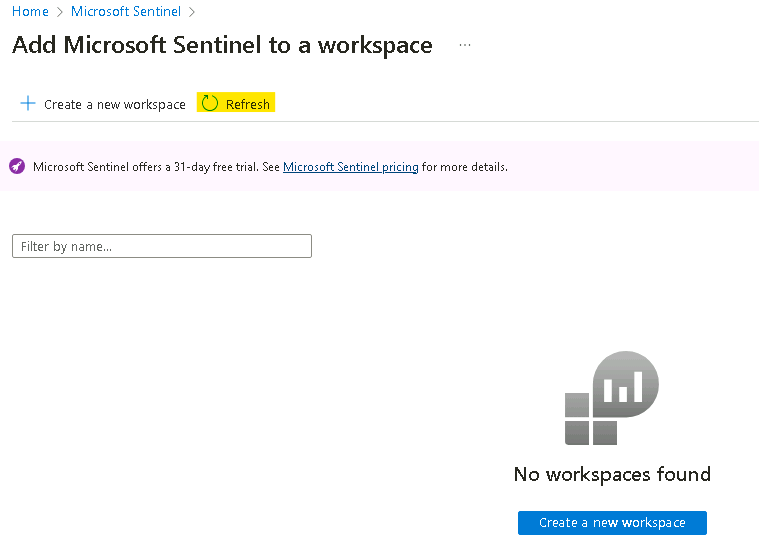 Home > Microsoft Sentinel >
Add Microsoft Sentinel to a workspace ...
+ Create a new workspace Refresh
Microsoft Sentinel offers a 31-day free trial. See Microsoft Sentinel pricing for more details.
Filter by name...
No workspaces found
Create a new workspace